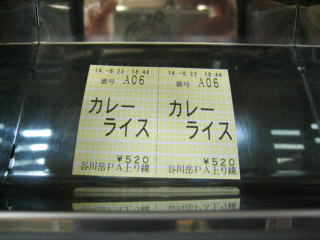 14.-8.23 18:44
番号 A06
カレー
ライス
¥520
谷川岳PA上り線
14.-8.23 18:44
番号 A06
カレー
ライス
¥520
谷川岳PA上り線